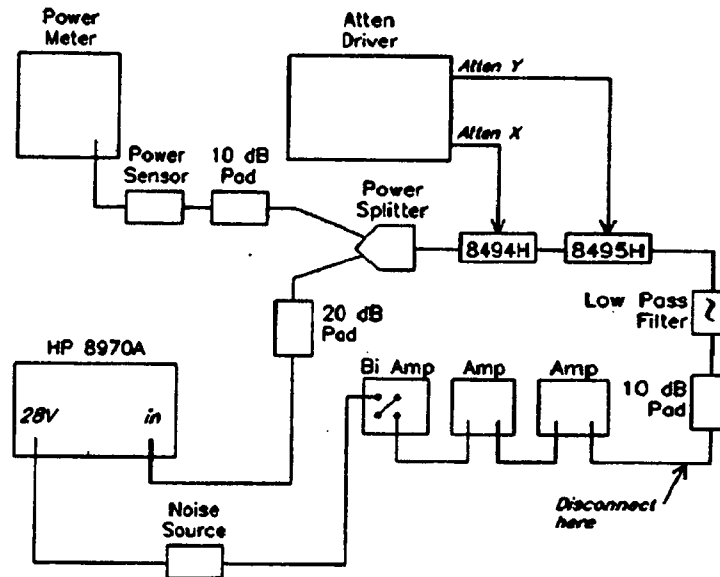 Power
Meter
Atten
Driver
Atten Y
Atten X
Power
Sensor
10 dB
Pad
Power
Splitter
8494H
8495H
20 dB
Pad
Low Pass
Filter
HP 8970A
28V
in
Bi Amp
Amp
Amp
10 dB
Pad
Noise
Source
Disconnect
here